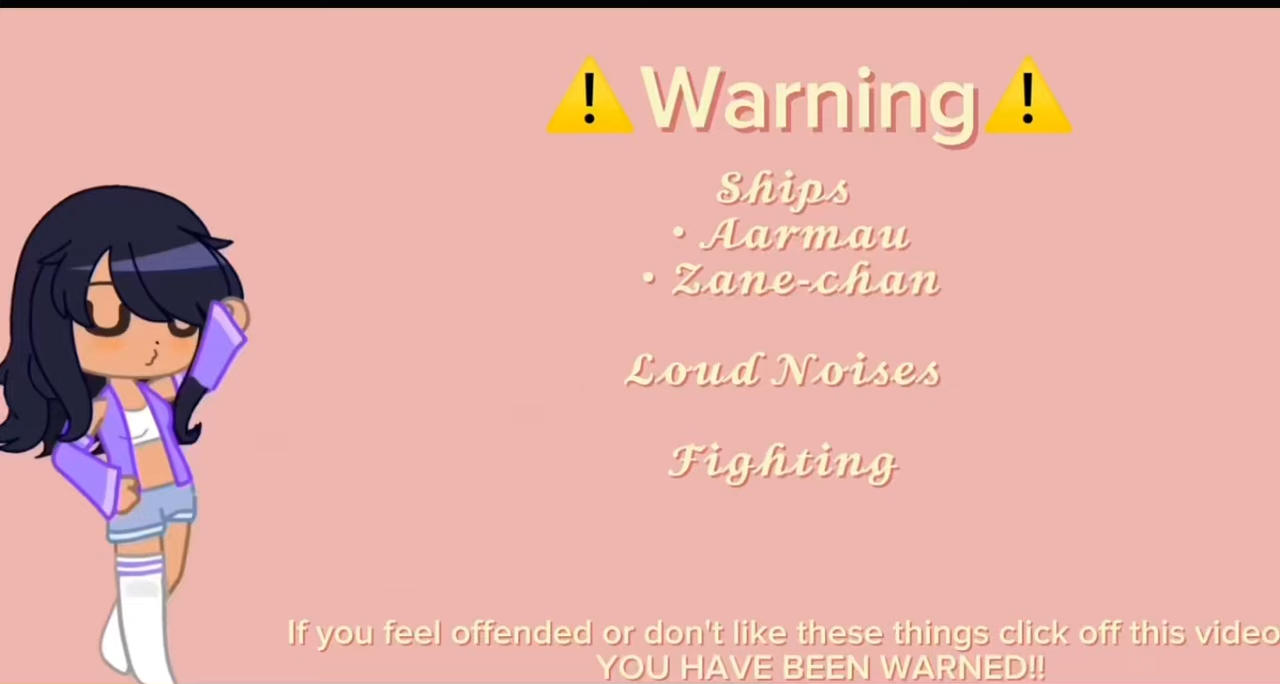 ⚠️Warning⚠️
Ships
• Aarmau
• Zane-chan
Loud Noises
Fighting
If you feel offended or don't like these things click off this video
YOU HAVE BEEN WARNED!!